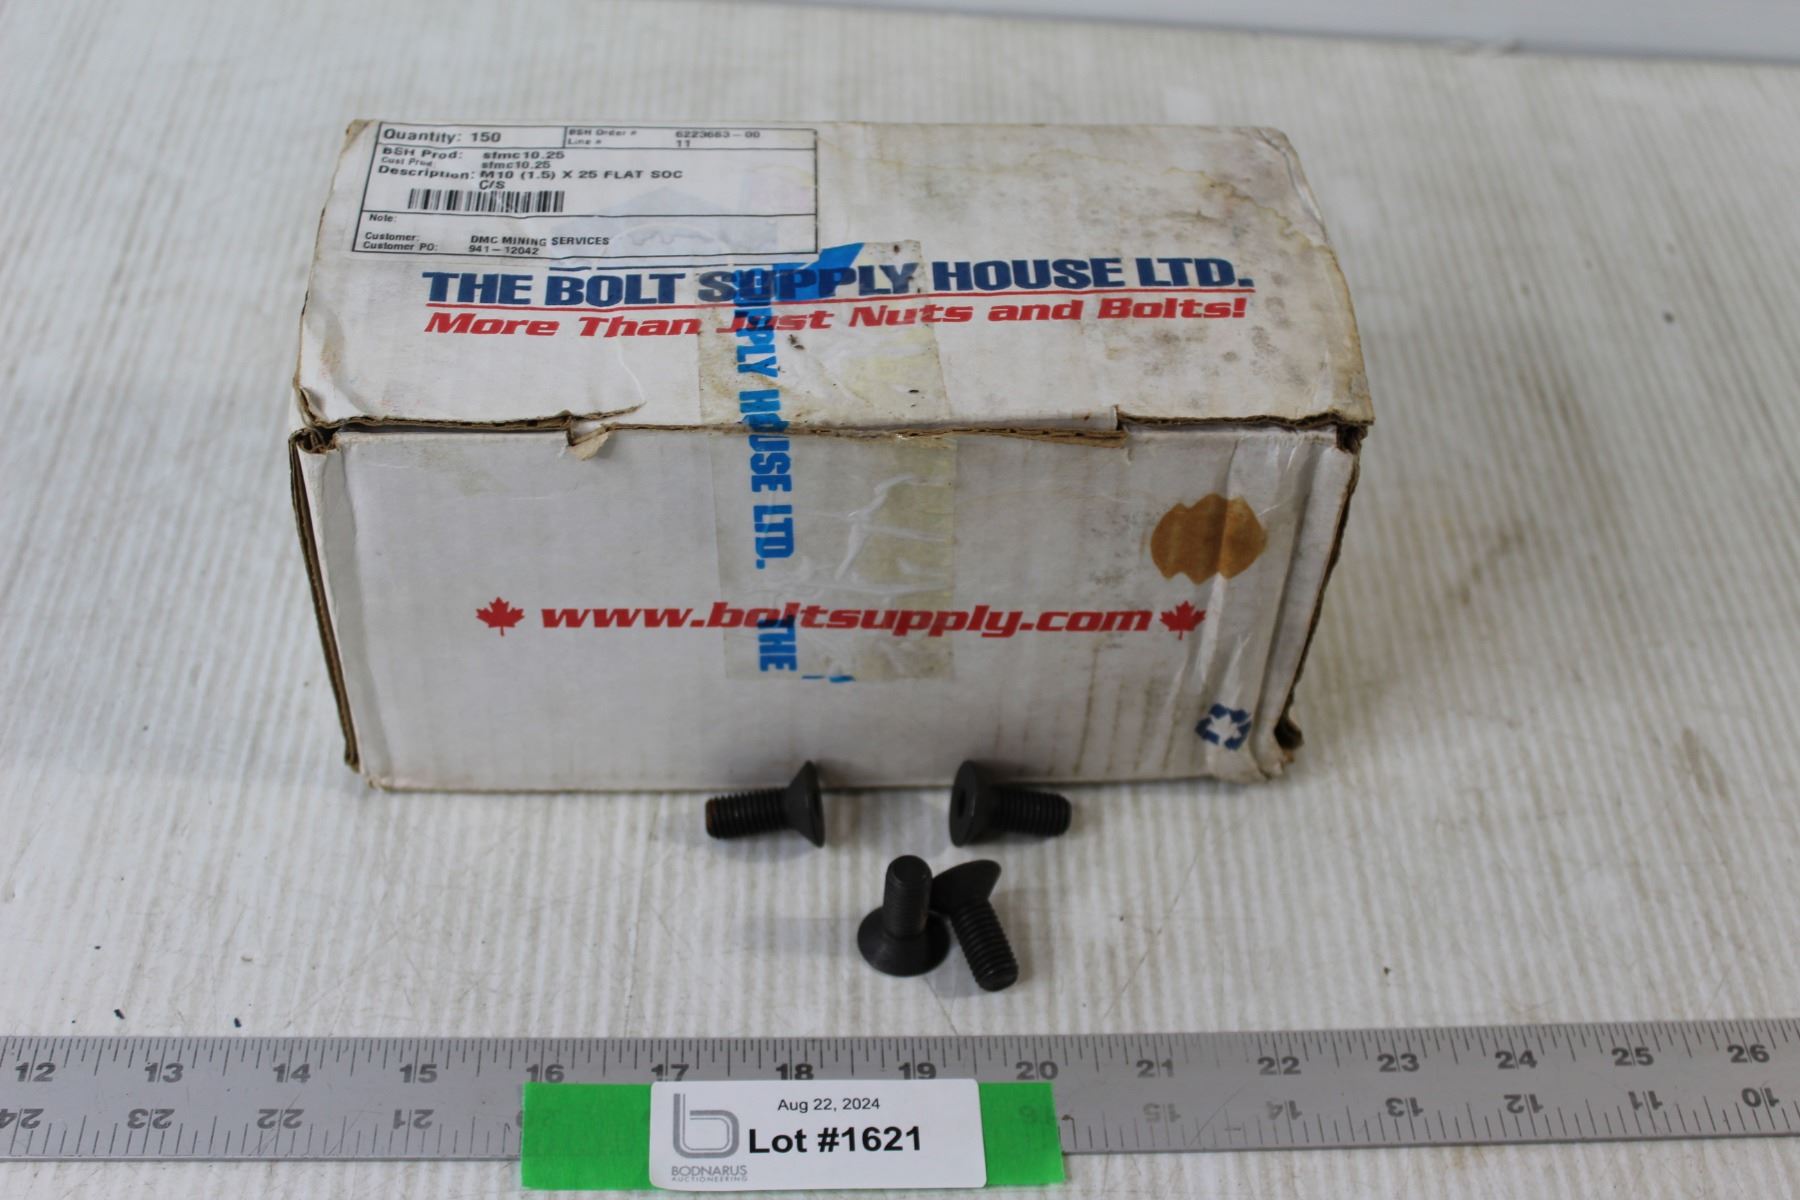 Quantity: 150
BSH Order # 6223663-00
Line # 11
BSH Prod: sfmc10.25
Cust Prod: sfmc10.25
Description: M10 (1.5) X 25 FLAT SOC
C/S
Note:
Customer: DMC MINING SERVICES
Customer PO: 941-12042
THE BOLT SUPPLY HOUSE LTD.
More Than Just Nuts and Bolts!
SUPPLY HOUSE LTD. THE
www.boltsupply.com
12 13 14 15 16 17 18 19 20 21 22 23 24 25 26
24 23 22 21 20 16 15 14 13 12 11 10
Aug 22, 2024
Lot #1621
b
BODNARUS
AUCTIONEERING